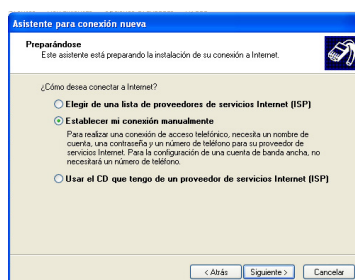 Asistente para conexión nueva
Preparándose
Este asistente está preparando la instalación de su conexión a Internet.
¿Cómo desea conectar a Internet?
Elegir de una lista de proveedores de servicios Internet (ISP)
Establecer mi conexión manualmente
Para realizar una conexión de acceso telefónico, necesita un nombre de
cuenta, una contraseña y un número de teléfono para su proveedor de
servicios Internet. Para la configuración de una cuenta de banda ancha, no
necesitará un número de teléfono.
Usar el CD que tengo de un proveedor de servicios Internet (ISP)
< Atrás Siguiente > Cancelar